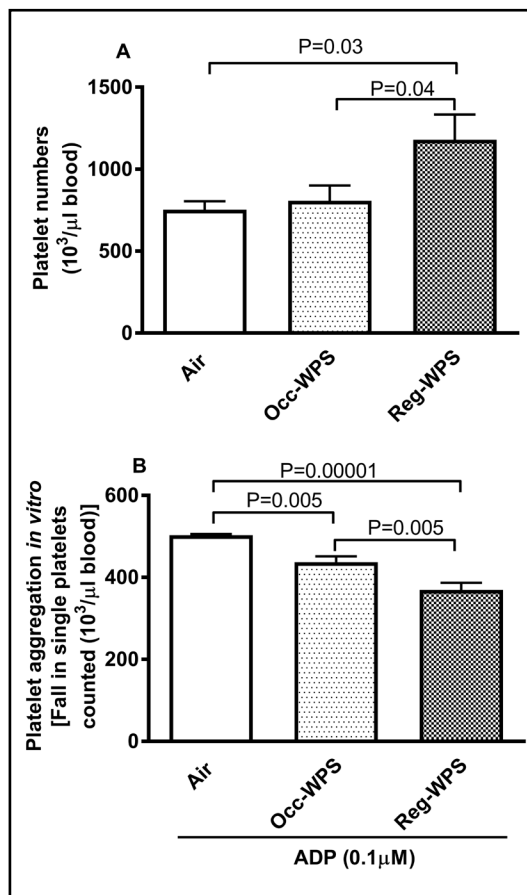 A
P=0.03
P=0.04
Platelet numbers
(10³/μl blood)
1500
1000
500
0
Air
Occ-WPS
Reg-WPS
B
P=0.00001
P=0.005
P=0.005
Platelet aggregation in vitro
[Fall in single platelets
counted (10³/μl blood)]
600
400
200
0
Air
Occ-WPS
Reg-WPS
ADP (0.1μM)